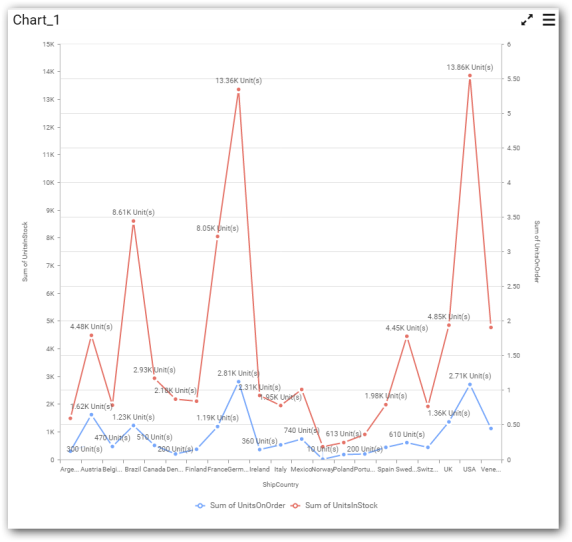 Chart_1
15K
14K
13K
12K
11K
10K
9K
8K
7K
6K
5K
4K
3K
2K
1K
0
Sum of UnitsInStock
6
5.50
5
4.50
4
3.50
3
2.50
2
1.50
1
0.50
0
Sum of UnitsOnOrder
4.48K Unit(s)
8.61K Unit(s)
2.93K Unit(s)
8.05K Unit(s)
13.36K Unit(s)
2.31K Unit(s)
1.95K Unit(s)
613 Unit(s)
1.98K Unit(s)
4.45K Unit(s)
4.85K Unit(s)
13.86K Unit(s)
300 Unit(s)
1.62K Unit(s)
470 Unit(s)
1.23K Unit(s)
510 Unit(s)
200 Unit(s)
1.19K Unit(s)
2.81K Unit(s)
360 Unit(s)
740 Unit(s)
10 Unit(s)
200 Unit(s)
610 Unit(s)
1.36K Unit(s)
2.71K Unit(s)
Arge... Austria Belgi... Brazil Canada Den... Finland France Germ... Ireland Italy Mexico Norway Poland Portu... Spain Swed... Switz... UK USA Vene...
ShipCountry
Sum of UnitsOnOrder Sum of UnitsInStock